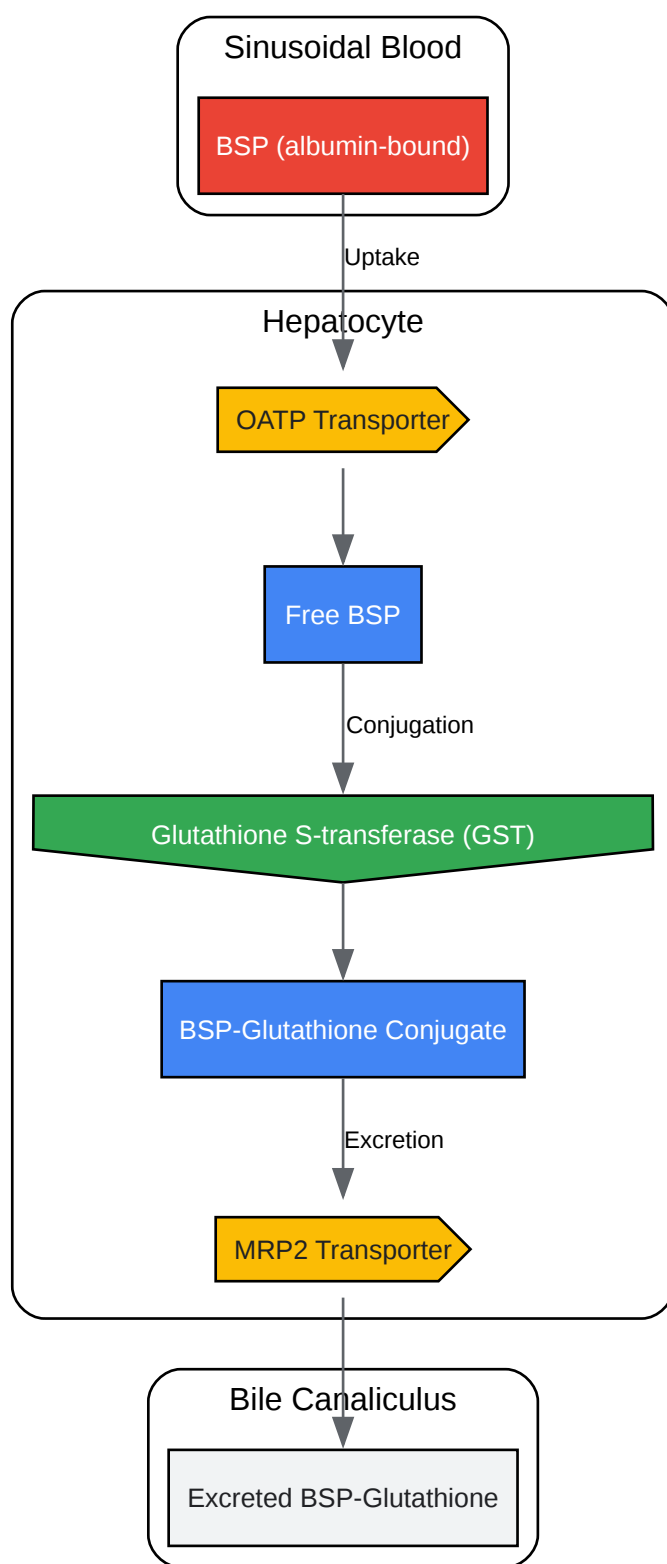 Sinusoidal Blood
BSP (albumin-bound)
Uptake
Hepatocyte
OATP Transporter
Free BSP
Conjugation
Glutathione S-transferase (GST)
BSP-Glutathione Conjugate
Excretion
MRP2 Transporter
Bile Canaliculus
Excreted BSP-Glutathione